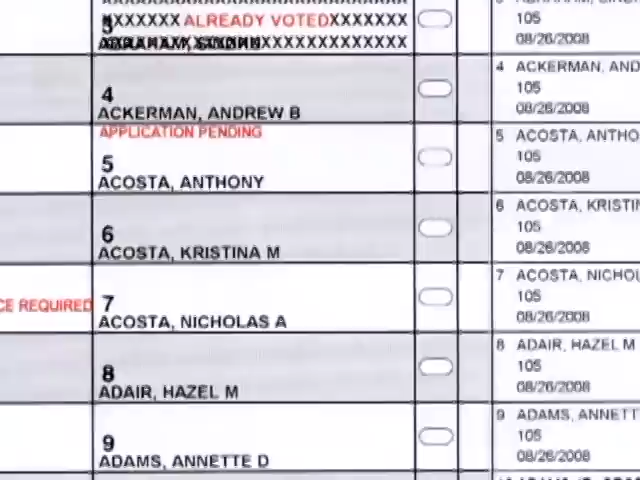 XXXXXXX ALREADY VOTED XXXXXXX
3
105
08/26/2008
4
ACKERMAN, ANDREW B
4 ACKERMAN, AND
105
08/26/2008
APPLICATION PENDING
5
ACOSTA, ANTHONY
5 ACOSTA, ANTHO
105
08/26/2008
6
ACOSTA, KRISTINA M
6 ACOSTA, KRISTIN
105
08/26/2008
CE REQUIRED
7
ACOSTA, NICHOLAS A
7 ACOSTA, NICHOL
105
08/26/2008
8
ADAIR, HAZEL M
8 ADAIR, HAZEL M
105
08/26/2008
9
ADAMS, ANNETTE D
9 ADAMS, ANNETT
105
08/26/2008